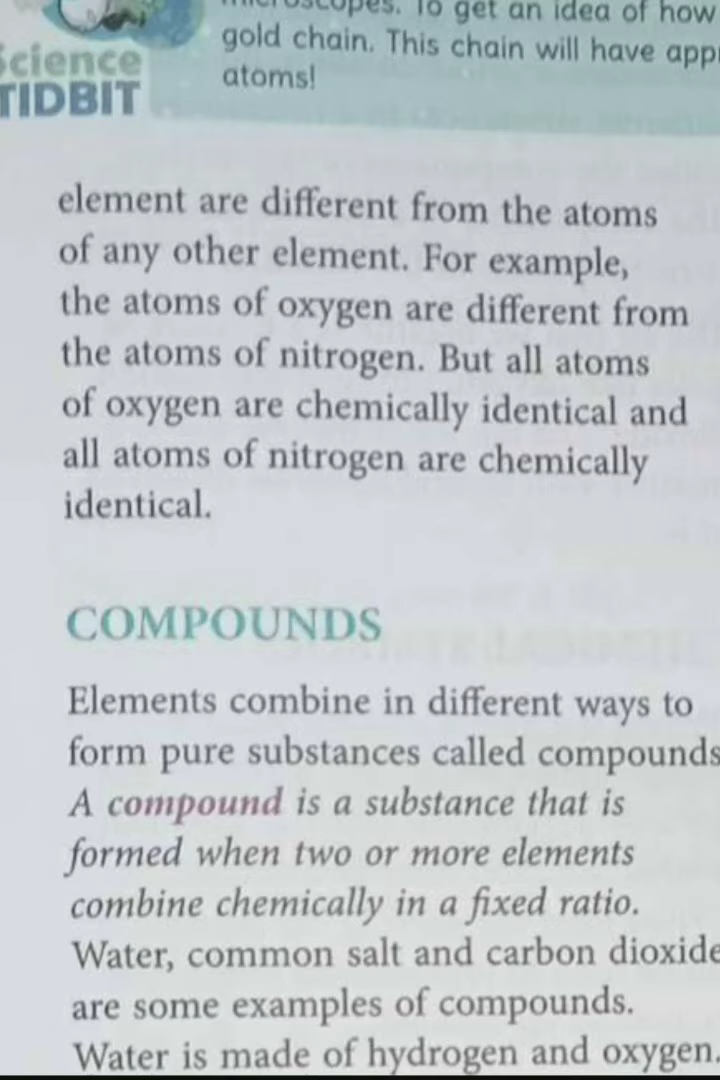 microscopes. To get an idea of how
gold chain. This chain will have
atoms!
Science
TIDBIT
element are different from the atoms
of any other element. For example,
the atoms of oxygen are different from
the atoms of nitrogen. But all atoms
of oxygen are chemically identical and
all atoms of nitrogen are chemically
identical.
COMPOUNDS
Elements combine in different ways to
form pure substances called compounds
A compound is a substance that is
formed when two or more elements
combine chemically in a fixed ratio.
Water, common salt and carbon dioxide
are some examples of compounds.
Water is made of hydrogen and oxygen.